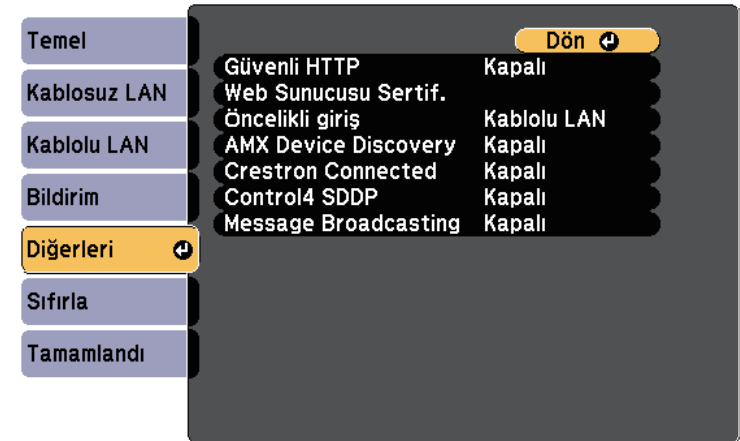 Temel
Kablosuz LAN
Kablolu LAN
Bildirim
Diğerleri
Sıfırla
Tamamlandı
Dön
Güvenli HTTP Kapalı
Web Sunucusu Sertif.
Öncelikli giriş Kablolu LAN
AMX Device Discovery Kapalı
Crestron Connected Kapalı
Control4 SDDP Kapalı
Message Broadcasting Kapalı